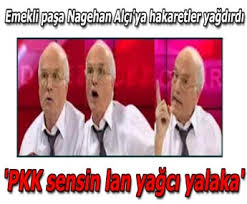 Emekli paşa Nagehan Alçı'ya hakaretler yağdırdı
'PKK sensin lan yağcı yalaka'